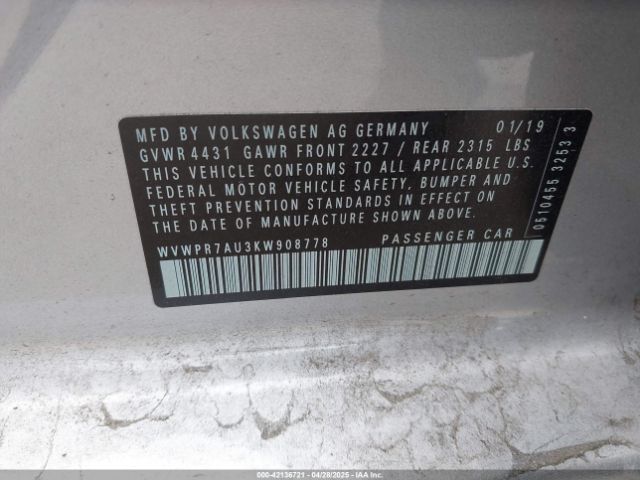 MFD BY VOLKSWAGEN AG GERMANY 01/19
GVWR 4431 GAWR FRONT 2227 / REAR 2315 LBS
THIS VEHICLE CONFORMS TO ALL APPLICABLE U.S.
FEDERAL MOTOR VEHICLE SAFETY, BUMPER AND
THEFT PREVENTION STANDARDS IN EFFECT ON
THE DATE OF MANUFACTURE SHOWN ABOVE.
WVWPR7AU3KW908778 PASSENGER CAR
0510455 3253 3
000-42136721 - 04/28/2025 - IAAI.COM